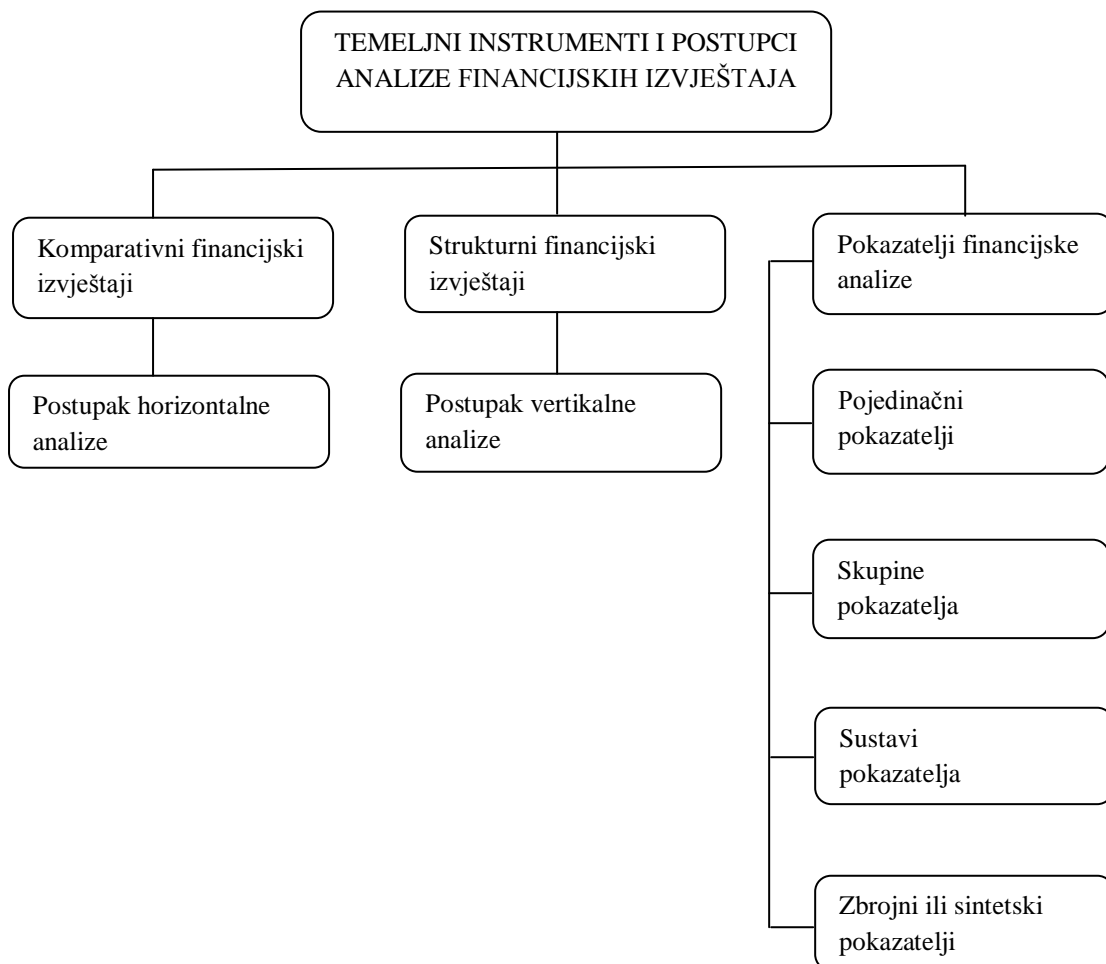 TEMELJNI INSTRUMENTI I POSTUPCI
ANALIZE FINANCIJSKIH IZVJEŠTAJA
Komparativni financijski
izvještaji
Strukturni financijski
izvještaji
Pokazatelji financijske
analize
Postupak horizontalne
analize
Postupak vertikalne
analize
Pojedinačni
pokazatelji
Skupine
pokazatelja
Sustavi
pokazatelja
Zbrojni ili sintetski
pokazatelji